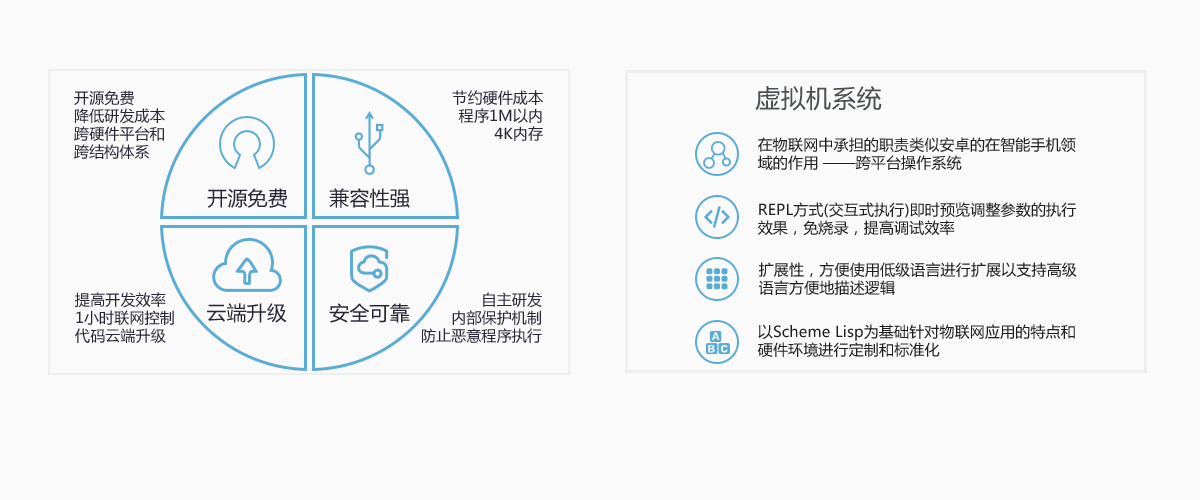 开源免费
降低研发成本
跨硬件平台和
跨结构体系
节约硬件成本
程序1M以内
4K内存
开源免费
兼容性强
云端升级
安全可靠
提高开发效率
1小时联网控制
代码云端升级
自主研发
内部保护机制
防止恶意程序执行
虚拟机系统
在物联网中承担的职责类似安卓的在智能手机领
域的作用 ——跨平台操作系统
REPL方式(交互式执行)即时预览调整参数的执行
效果，免烧录，提高调试效率
扩展性，方便使用低级语言进行扩展以支持高级
语言方便地描述逻辑
A
B C
以Scheme Lisp为基础针对物联网应用的特点和
硬件环境进行定制和标准化